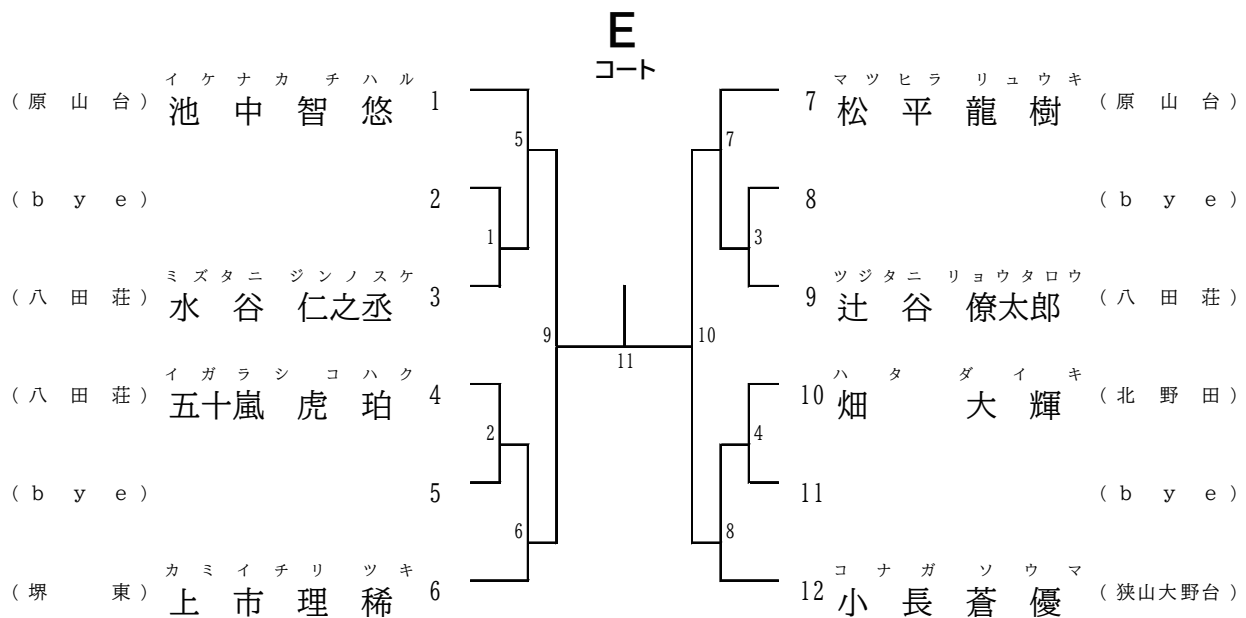 E
コート
イケナカ チハル
(原山台) 池中智悠 1
(bye) 2
ミズタニ ジンノスケ
(八田荘) 水谷 仁之丞 3
イガラシ コハク
(八田荘) 五十嵐 虎珀 4
(bye) 5
カミイチリ ツキ
(堺 東) 上市理稀 6
5
1
9
2
6
11
7
3
10
4
8
マツヒラ リュウキ
7 松平龍樹 (原山台)
8 (bye)
ツジタニ リョウタロウ
9 辻谷 僚太郎 (八田荘)
ハタ ダイキ
10 畑 大輝 (北野田)
11 (bye)
コナガ ソウマ
12 小長蒼優 (狭山大野台)